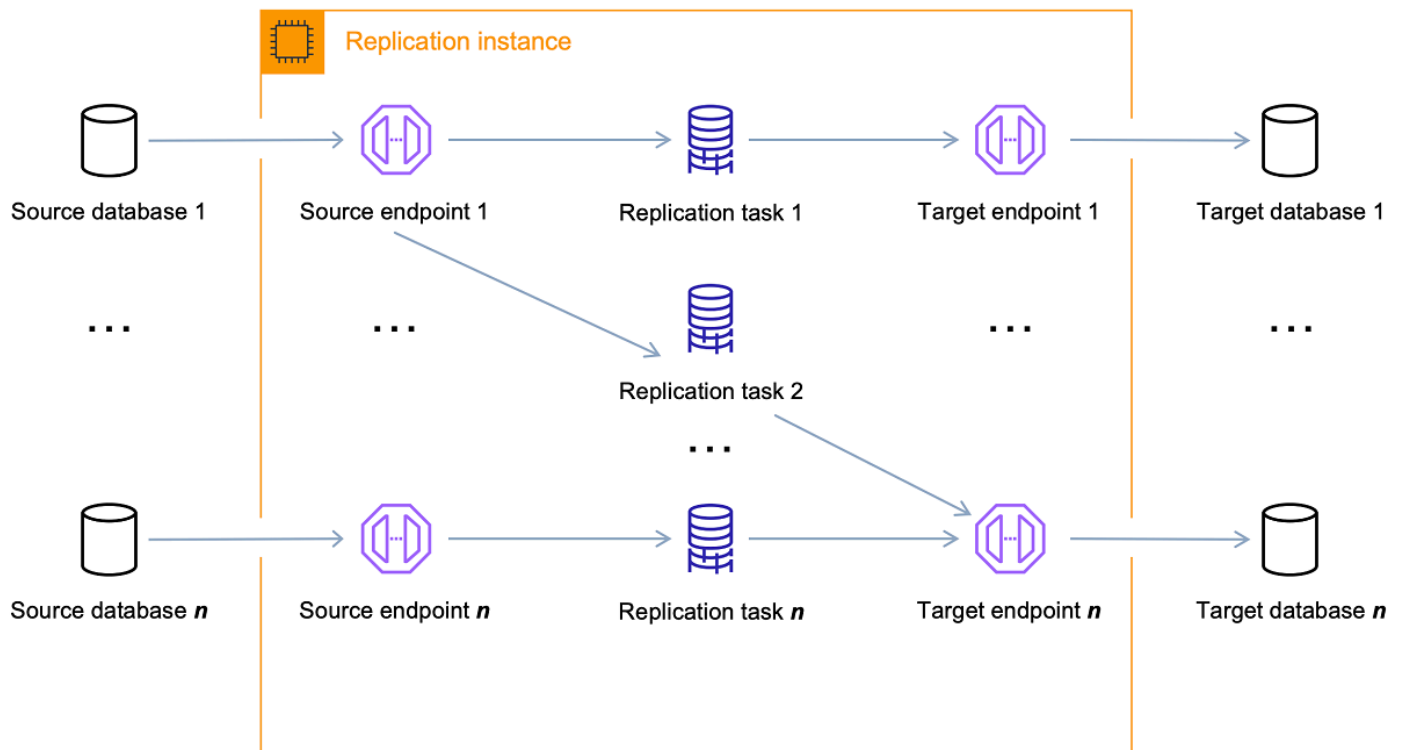 Replication instance
Source database 1
Source endpoint 1
Replication task 1
Target endpoint 1
Target database 1
...
...
...
...
Replication task 2
...
Source database n
Source endpoint n
Replication task n
Target endpoint n
Target database n